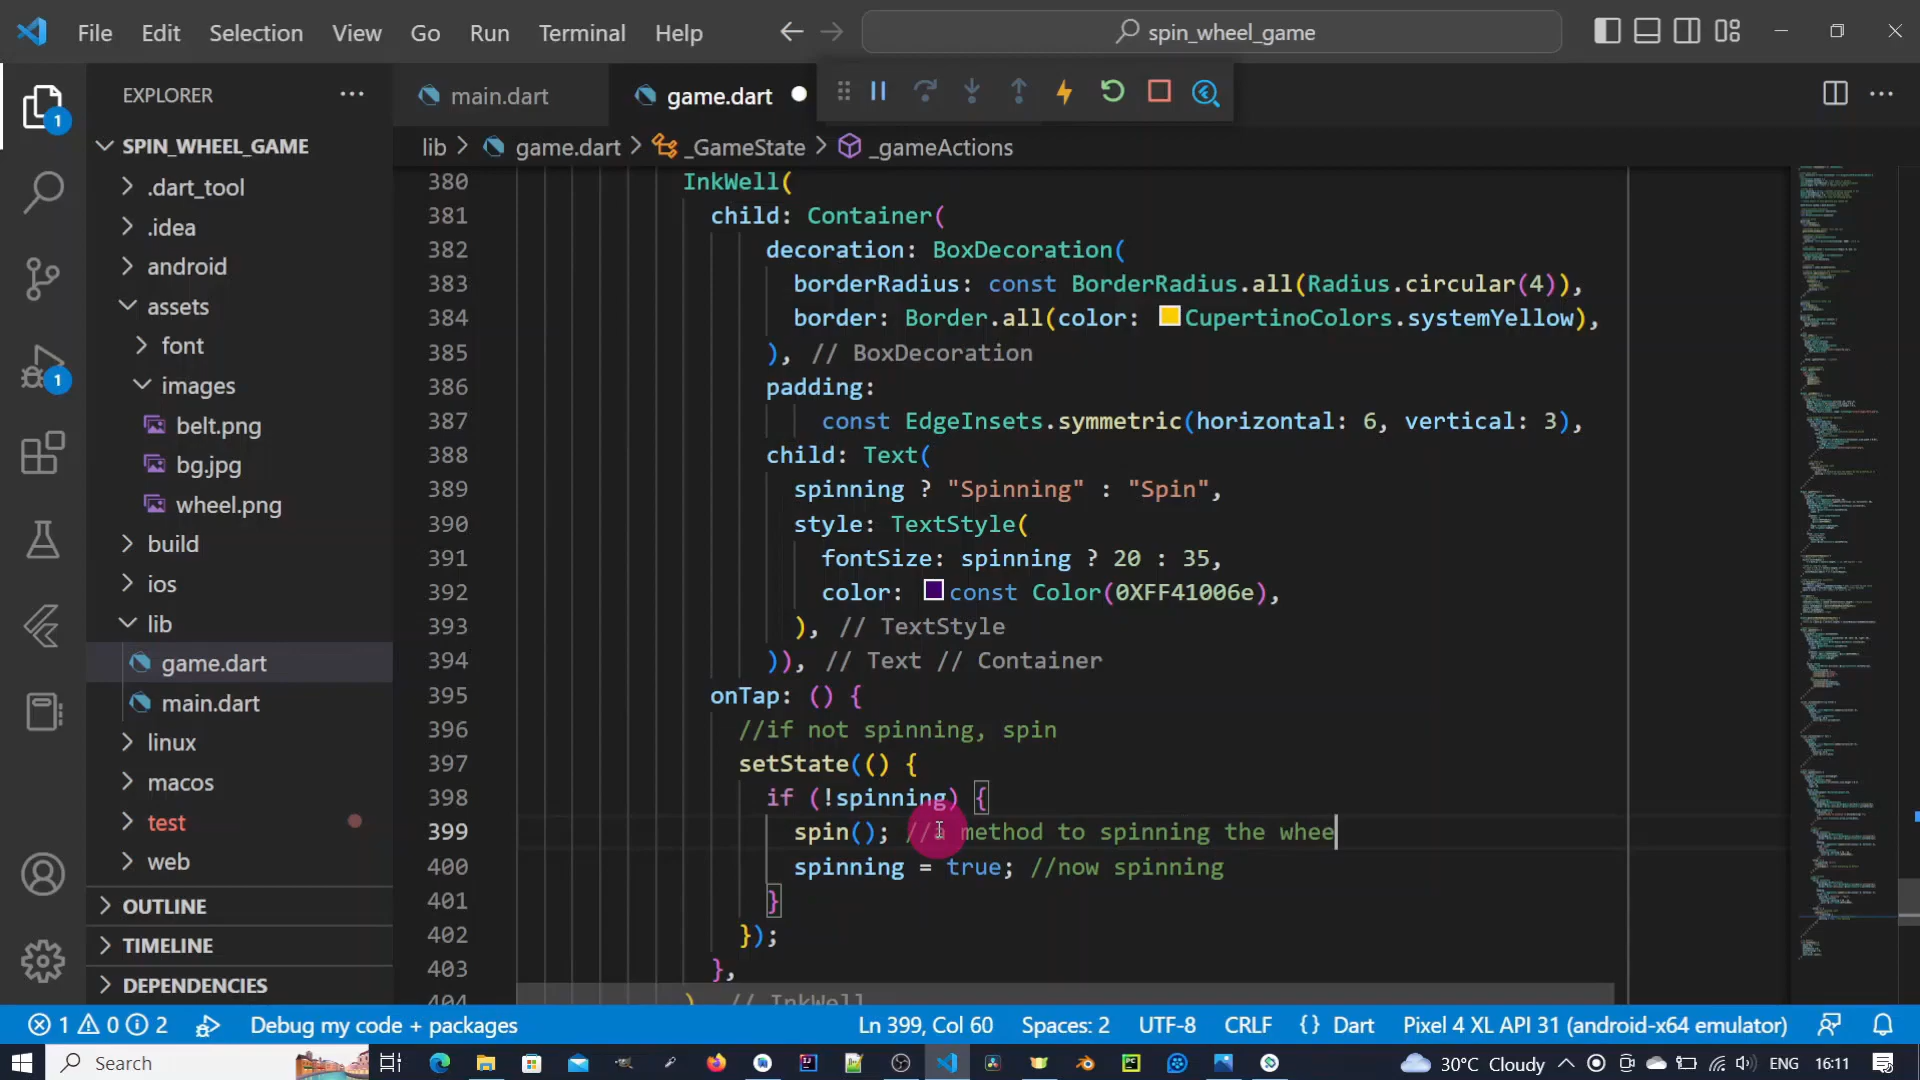 File Edit Selection View Go Run Terminal Help
spin_wheel_game
EXPLORER
main.dart
game.dart
SPIN_WHEEL_GAME
lib > game.dart > _GameState > _gameActions
1
.dart_tool
.idea
android
assets
font
images
belt.png
bg.jpg
wheel.png
build
ios
lib
game.dart
main.dart
linux
macos
test
web
OUTLINE
TIMELINE
DEPENDENCIES
1
380 InkWell(
381 child: Container(
382 decoration: BoxDecoration(
383 borderRadius: const BorderRadius.all(Radius.circular(4)),
384 border: Border.all(color: CupertinoColors.systemYellow),
385 ), // BoxDecoration
386 padding:
387 const EdgeInsets.symmetric(horizontal: 6, vertical: 3),
388 child: Text(
389 spinning ? "Spinning" : "Spin",
390 style: TextStyle(
391 fontSize: spinning ? 20 : 35,
392 color: const Color(0XFF41006e),
393 ), // TextStyle
394 )), // Text // Container
395 onTap: () {
396 //if not spinning, spin
397 setState(() {
398 if (!spinning) {
399 spin(); //a method to spinning the whee
400 spinning = true; //now spinning
401 }
402 });
403 },
404 ) // InkWell
1 0 2 Debug my code + packages Ln 399, Col 60 Spaces: 2 UTF-8 CRLF {} Dart Pixel 4 XL API 31 (android-x64 emulator)
Search 30°C Cloudy ENG 16:11